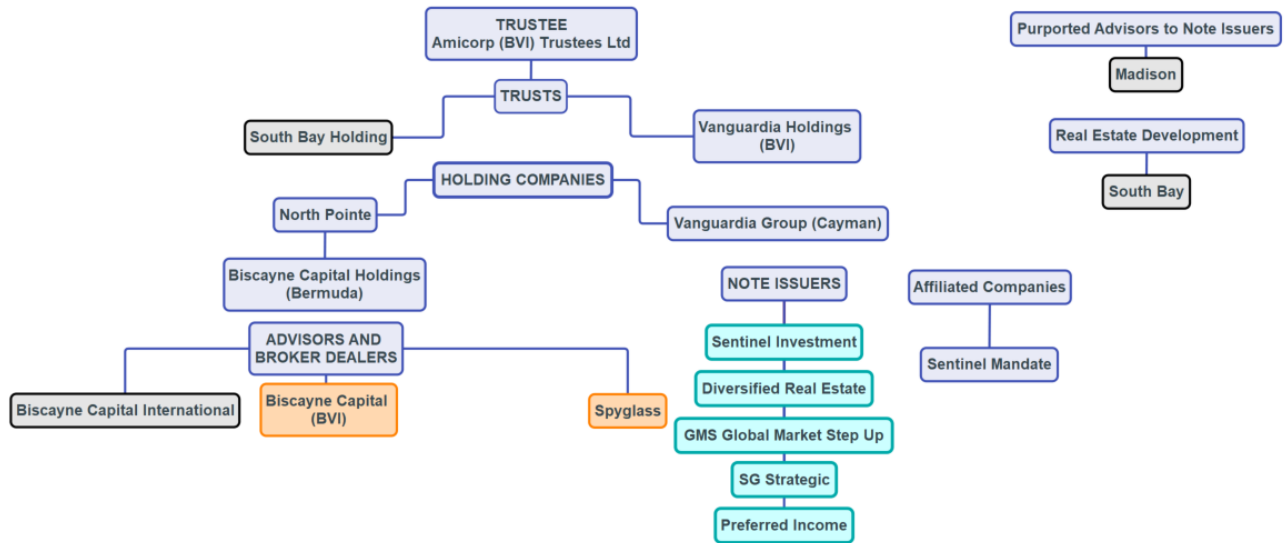 TRUSTEE
Amicorp (BVI) Trustees Ltd
TRUSTS
South Bay Holding
Vanguardia Holdings
(BVI)
HOLDING COMPANIES
North Pointe
Vanguardia Group (Cayman)
Biscayne Capital Holdings
(Bermuda)
ADVISORS AND
BROKER DEALERS
Biscayne Capital International
Biscayne Capital
(BVI)
Spyglass
NOTE ISSUERS
Sentinel Investment
Diversified Real Estate
GMS Global Market Step Up
SG Strategic
Preferred Income
Purported Advisors to Note Issuers
Madison
Real Estate Development
South Bay
Affiliated Companies
Sentinel Mandate